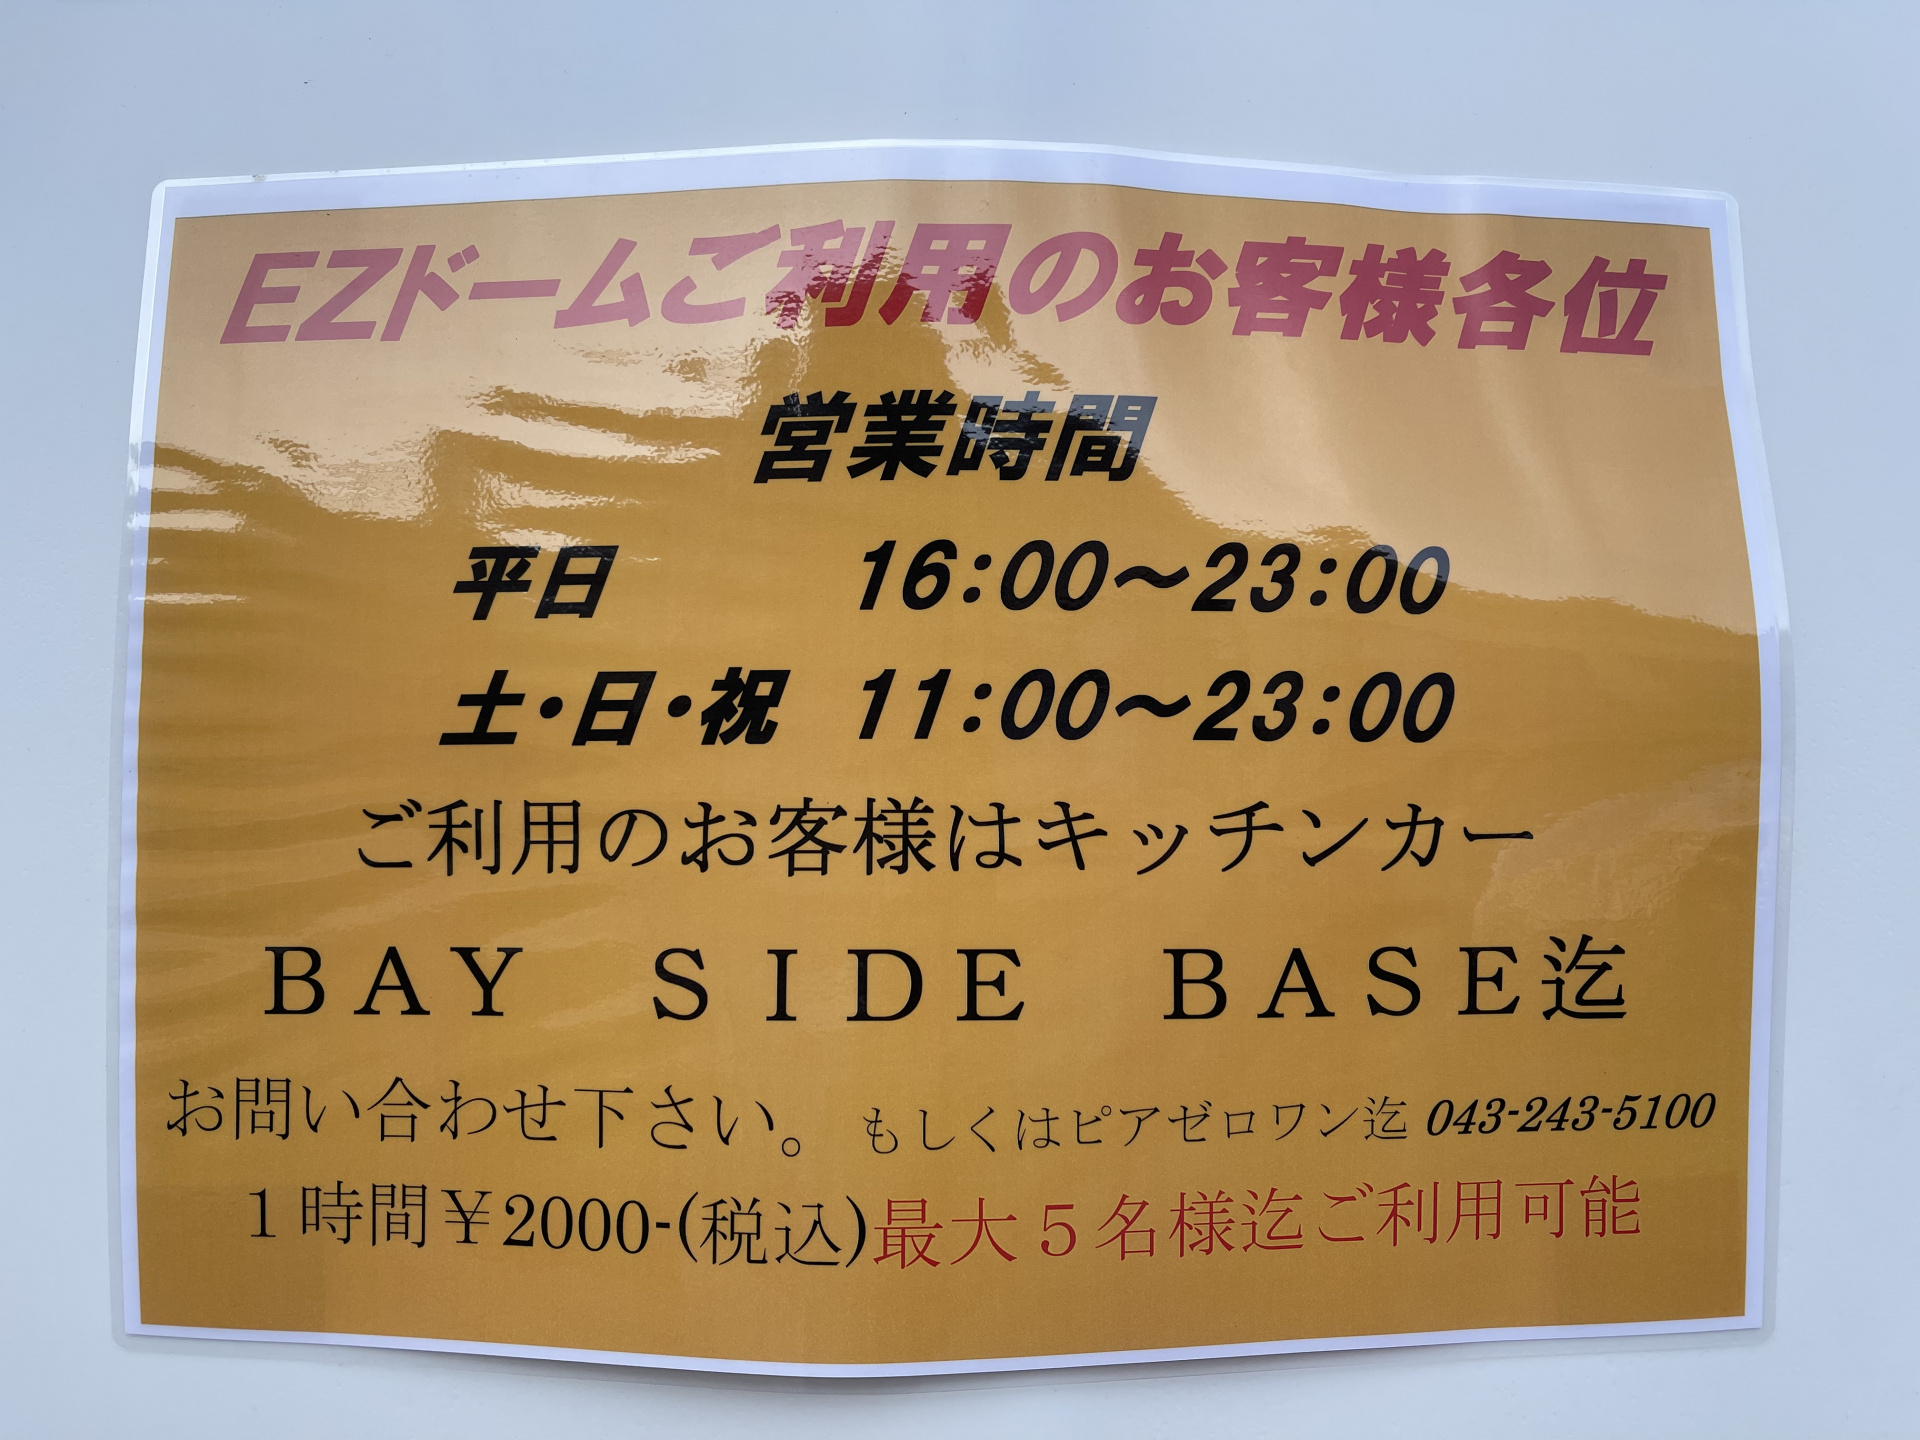 EZドームご利用のお客様各位
営業時間
平日 16:00～23:00
土・日・祝 11:00～23:00
ご利用のお客様はキッチンカー
ＢＡＹ ＳＩＤＥ ＢＡＳＥ迄
お問い合わせ下さい。 もしくはピアゼロワン迄 043-243-5100
１時間￥2000-(税込)最大５名様迄ご利用可能